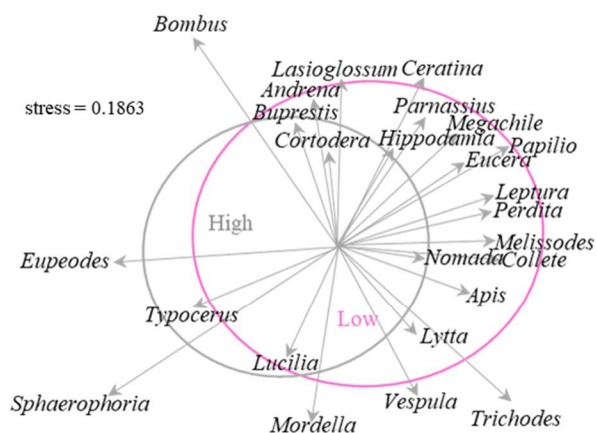 Bombus
Lasioglossum Ceratina
Andrena
stress = 0.1863
Buprestis
Parnassius
Megachile
Cortodera
Hippodamia
Papilio
Eucera
Leptura
Perdita
High
Melissodes
Eupeodes
Nomada
Collete
Apis
Typocerus
Low
Lytta
Lucilia
Sphaerophoria
Vespula
Mordella
Trichodes